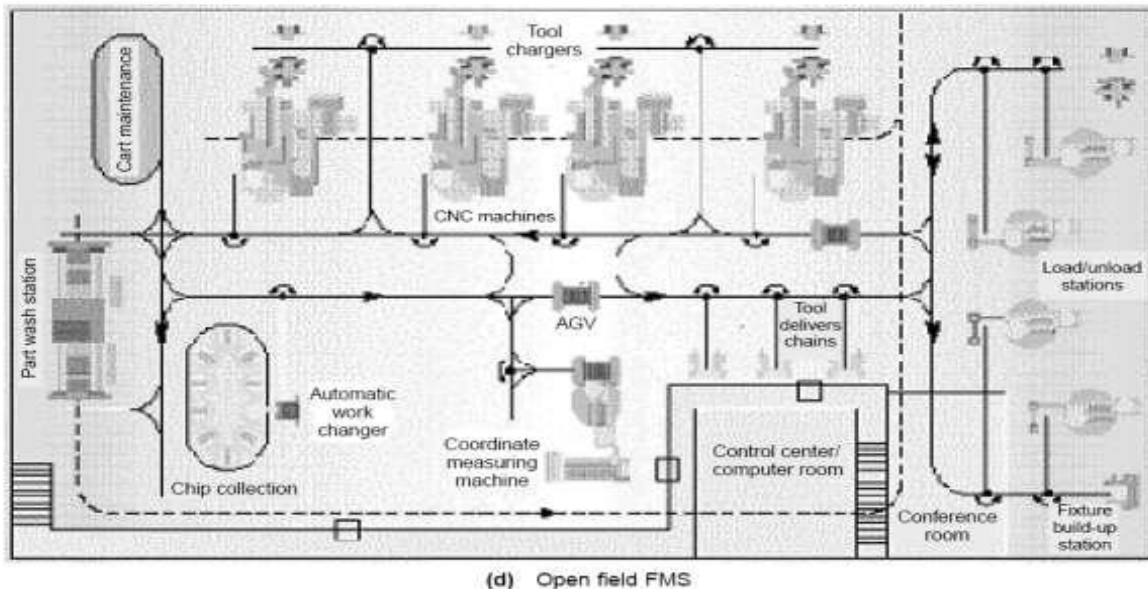 Tool
chargers
Cart maintenance
CNC machines
Part wash station
Load/unload
stations
AGV
Tool
delivers
chains
Automatic
work
changer
Coordinate
measuring
machine
Control center/
computer room
Chip collection
Conference
room
Fixture
build-up
station
(d) Open field FMS